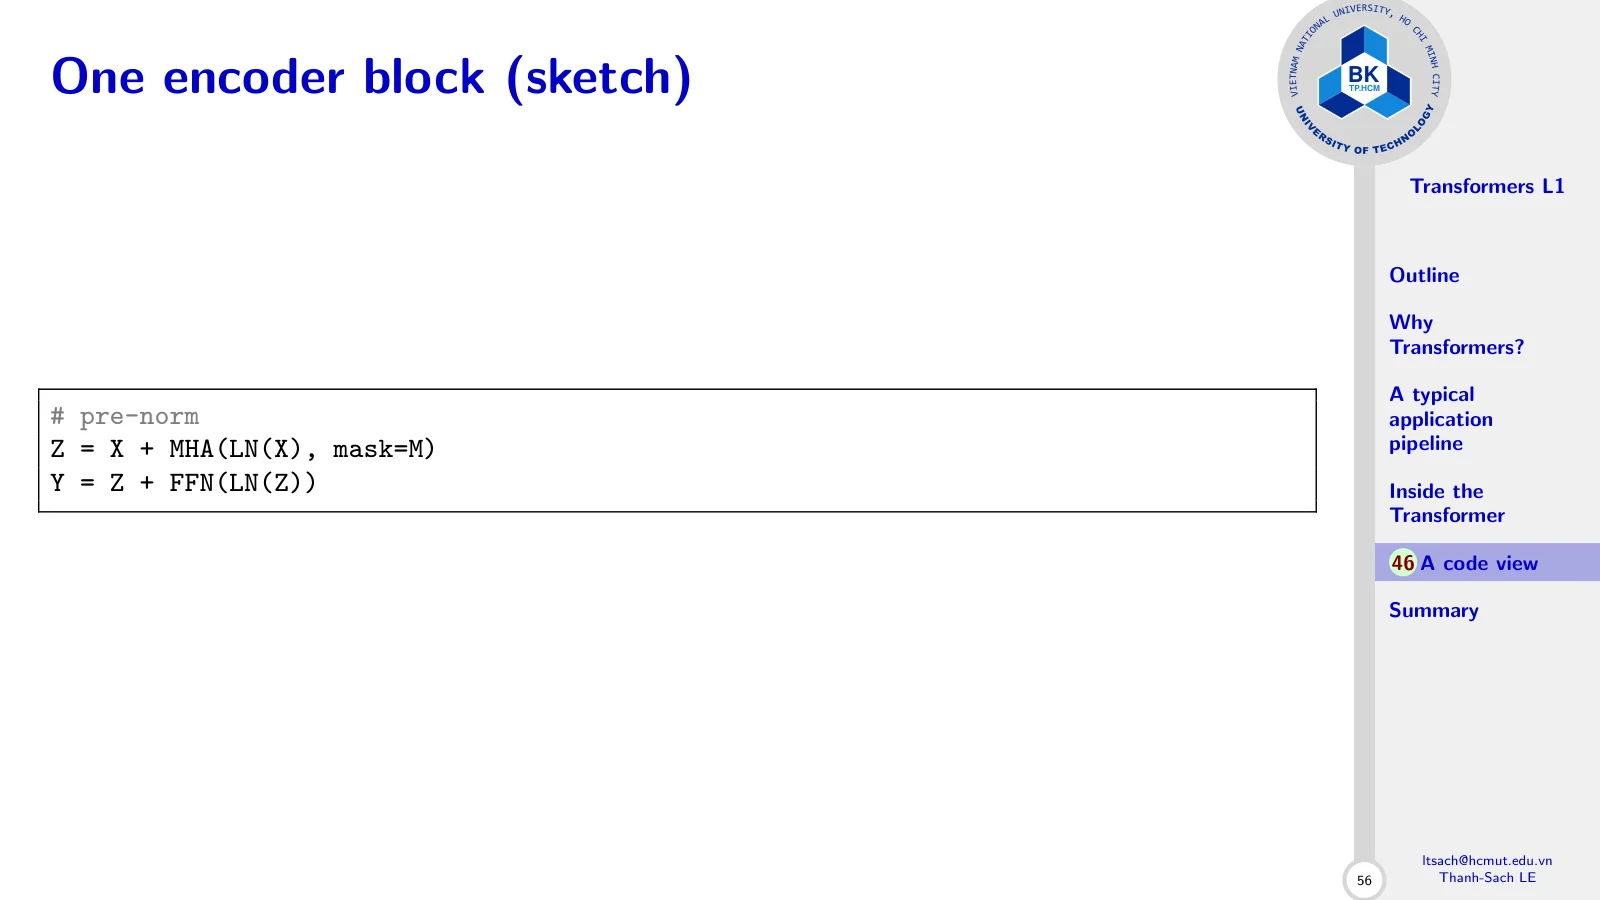 One encoder block (sketch)
VIETNAM NATIONAL UNIVERSITY, HO CHI MINH CITY
BK
TP.HCM
UNIVERSITY OF TECHNOLOGY
Transformers L1
Outline
Why
Transformers?
A typical
application
pipeline
Inside the
Transformer
46 A code view
Summary
# pre-norm
Z = X + MHA(LN(X), mask=M)
Y = Z + FFN(LN(Z))
ltsach@hcmut.edu.vn
Thanh-Sach LE
56